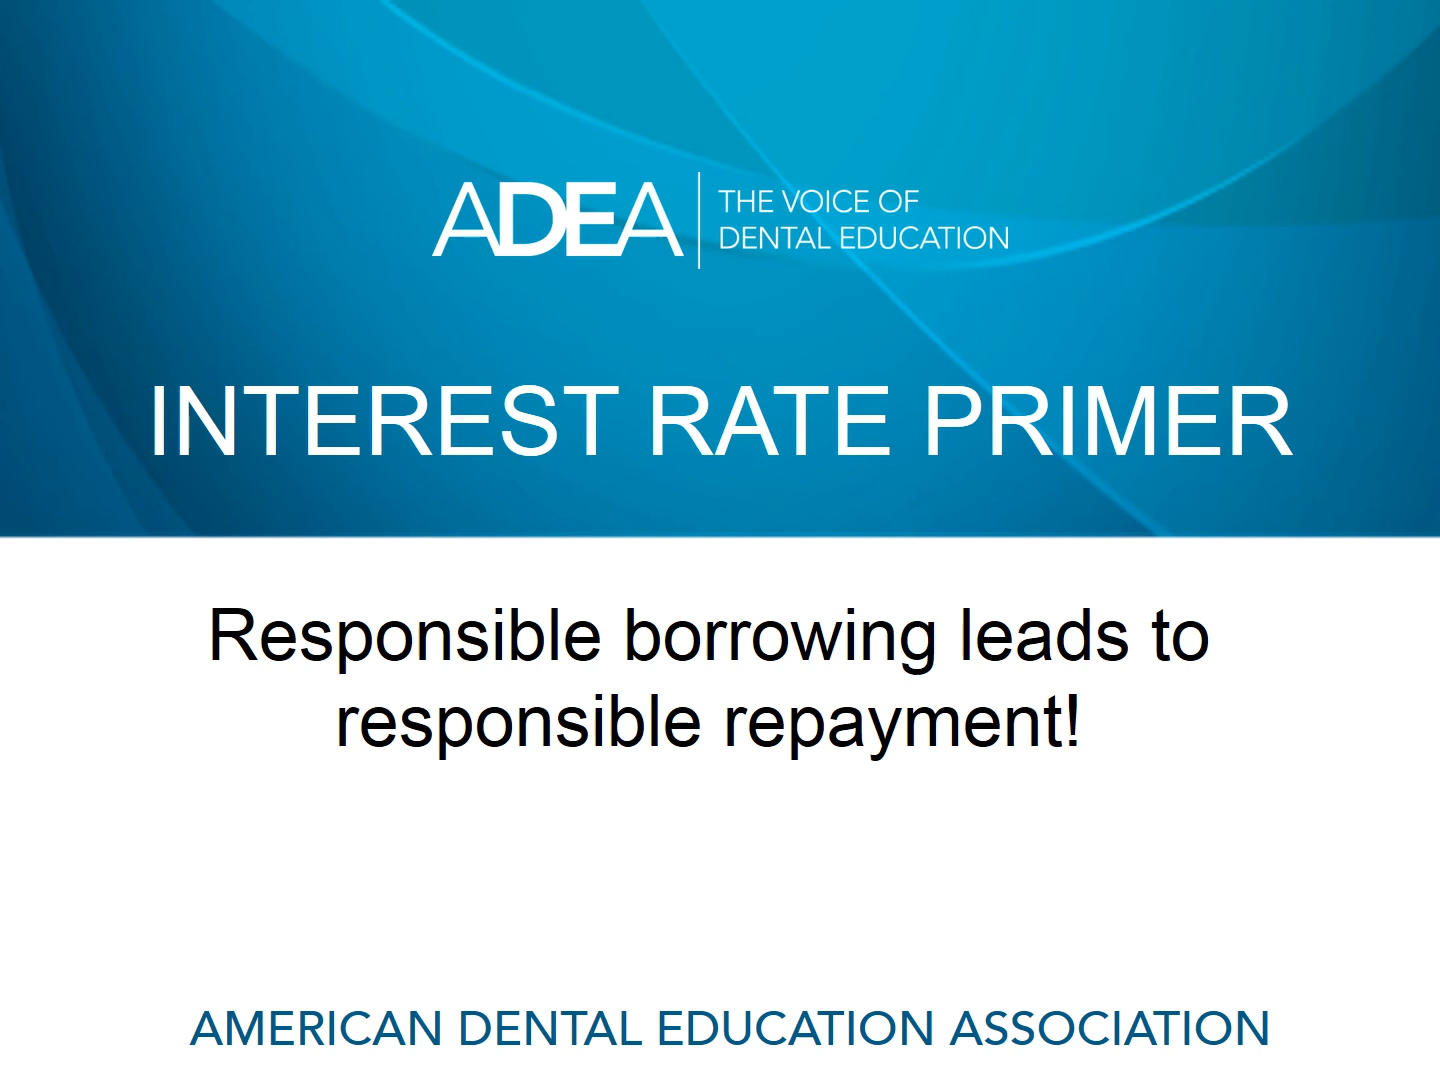 ADEA
THE VOICE OF
DENTAL EDUCATION
INTEREST RATE PRIMER
Responsible borrowing leads to
responsible repayment!
AMERICAN DENTAL EDUCATION ASSOCIATION